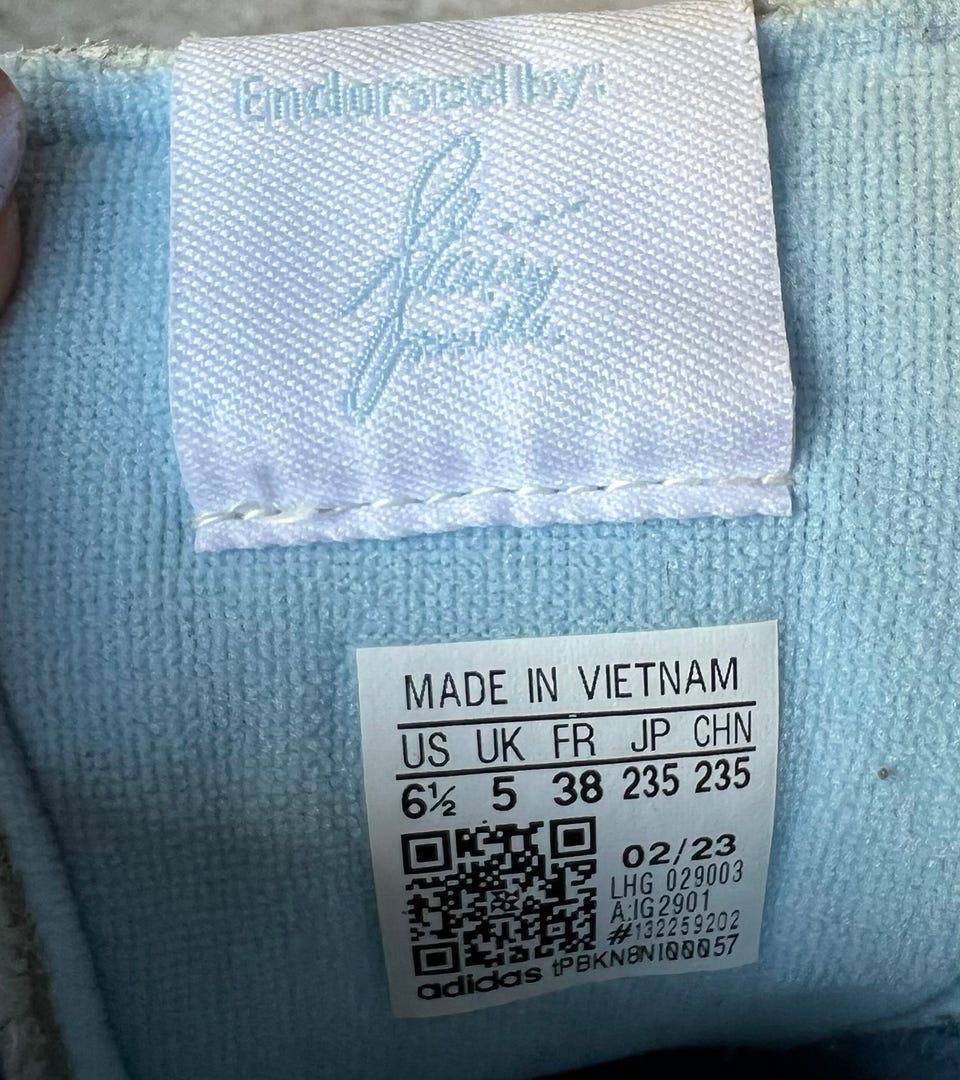 Endorsed by:
MADE IN VIETNAM
US UK FR JP CHN
6½ 5 38 235 235
02/23
LHG 029003
A:IG2901
#132259202
adidas tPBKN8NI00057